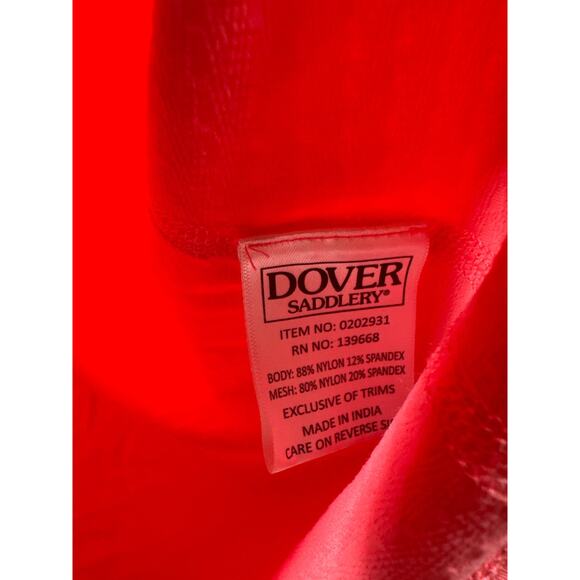 DOVER
SADDLERY®
ITEM NO: 0202931
RN NO: 139668
BODY: 88% NYLON 12% SPANDEX
MESH: 80% NYLON 20% SPANDEX
EXCLUSIVE OF TRIMS
MADE IN INDIA
CARE ON REVERSE